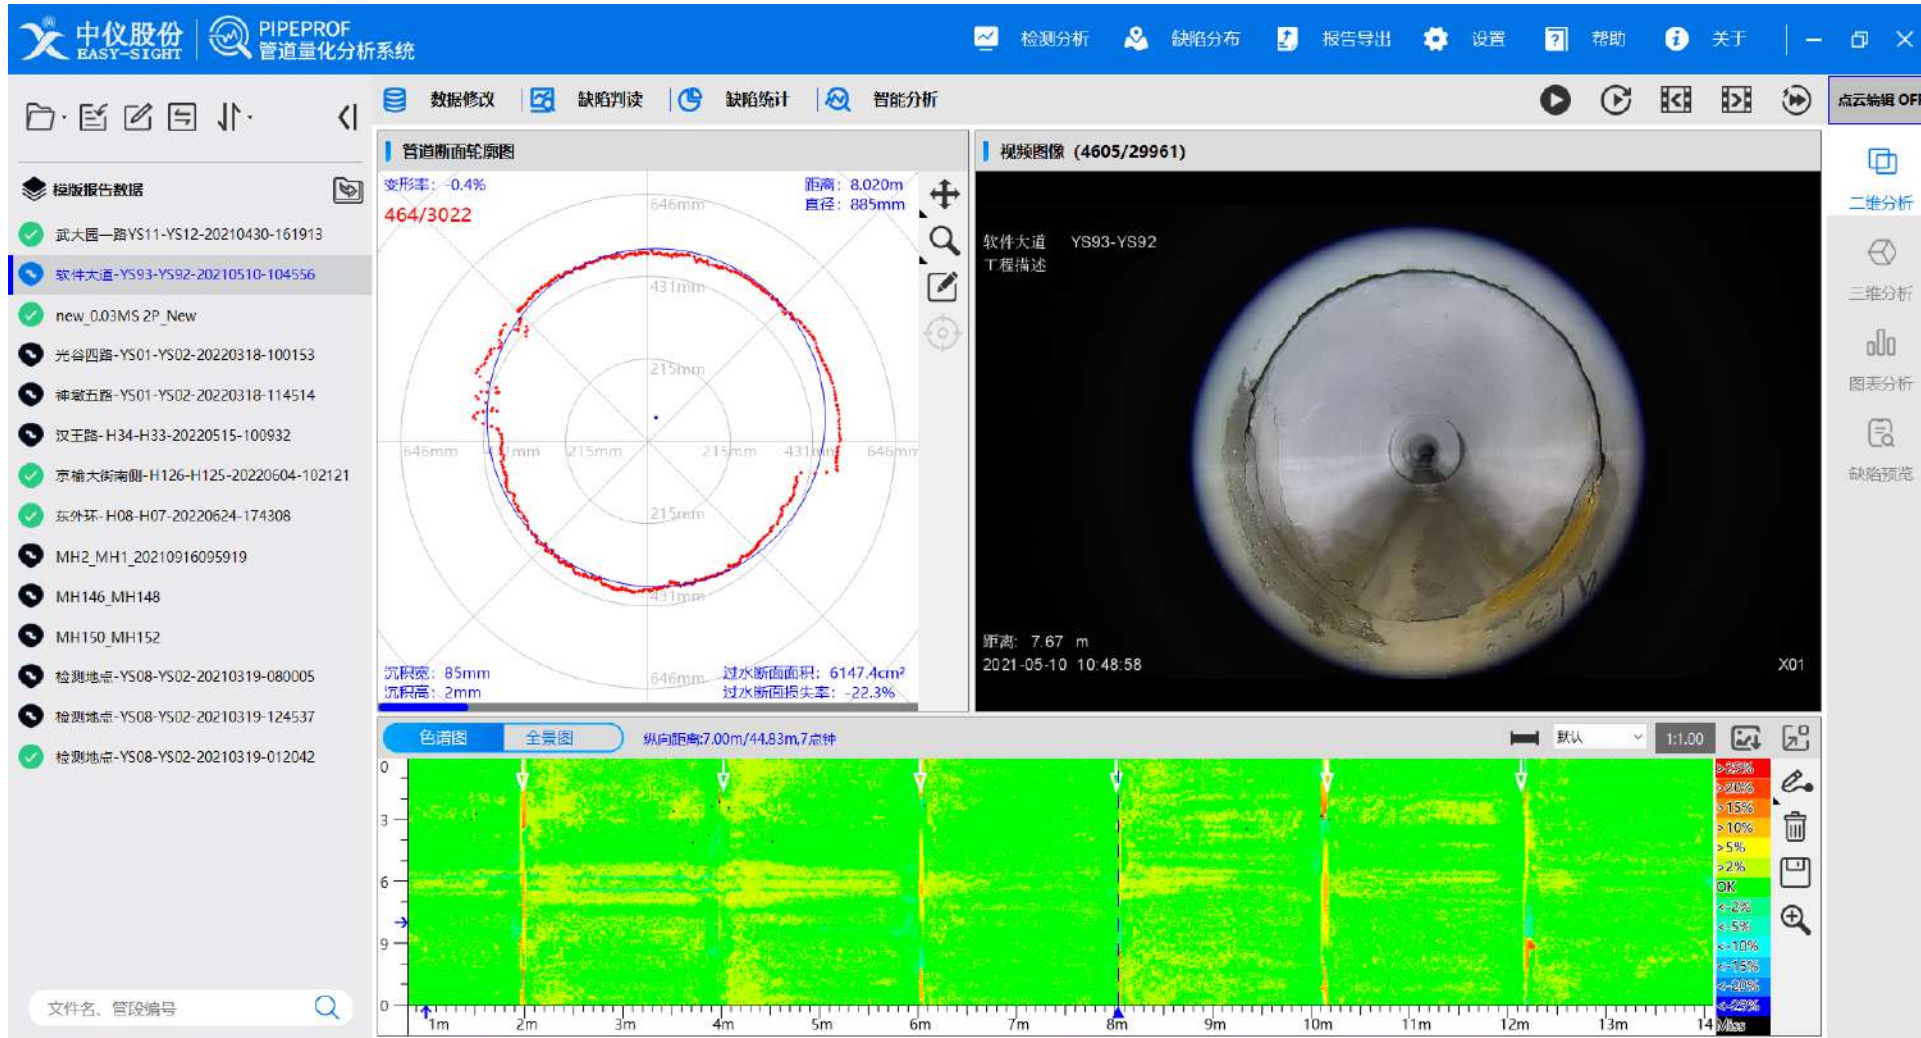 中仪股份
EASY-SIGHT
PIPEPROF
管道量化分析系统
检测分析
缺陷分布
报告导出
设置
帮助
关于
数据修改
缺陷判读
缺陷统计
智能分析
点云编辑 OFF
模版报告数据
武大园一路YS11-YS12-20210430-161913
软件大道-YS93-YS92-20210510-104556
new_0.03MS 2P_New
光谷四路-YS01-YS02-20220318-100153
神墩五路-YS01-YS02-20220318-114514
汉王路-H34-H33-20220515-100932
京榆大街南侧-H126-H125-20220604-102121
东外环-H08-H07-20220624-174308
MH2_MH1_20210916095919
MH146_MH148
MH150_MH152
检测地点-YS08-YS02-20210319-080005
检测地点-YS08-YS02-20210319-124537
检测地点-YS08-YS02-20210319-012042
文件名、管段编号
管道断面轮廓图
变形率：-0.4%
464/3022
距离：8.020m
直径：885mm
646mm
431mm
215mm
646mm
mm
215mm
215mm
431mm
646mm
215mm
431mm
646mm
沉积宽：85mm
沉积高：2mm
过水断面面积：6147.4cm²
过水断面损失率：-22.3%
视频图像 (4605/29961)
软件大道 YS93-YS92
工程描述
距离: 7.67 m
2021-05-10 10:48:58
X01
二维分析
三维分析
图表分析
缺陷预览
色谱图
全景图
纵向距离:7.00m/44.83m,7点钟
默认
1:1.00
0
3
6
9
0
1m
2m
3m
4m
5m
6m
7m
8m
9m
10m
11m
12m
13m
14
>25%
>20%
>15%
>10%
>5%
>2%
OK
<-2%
<-5%
<-10%
<-15%
<-20%
<-25%
Miss